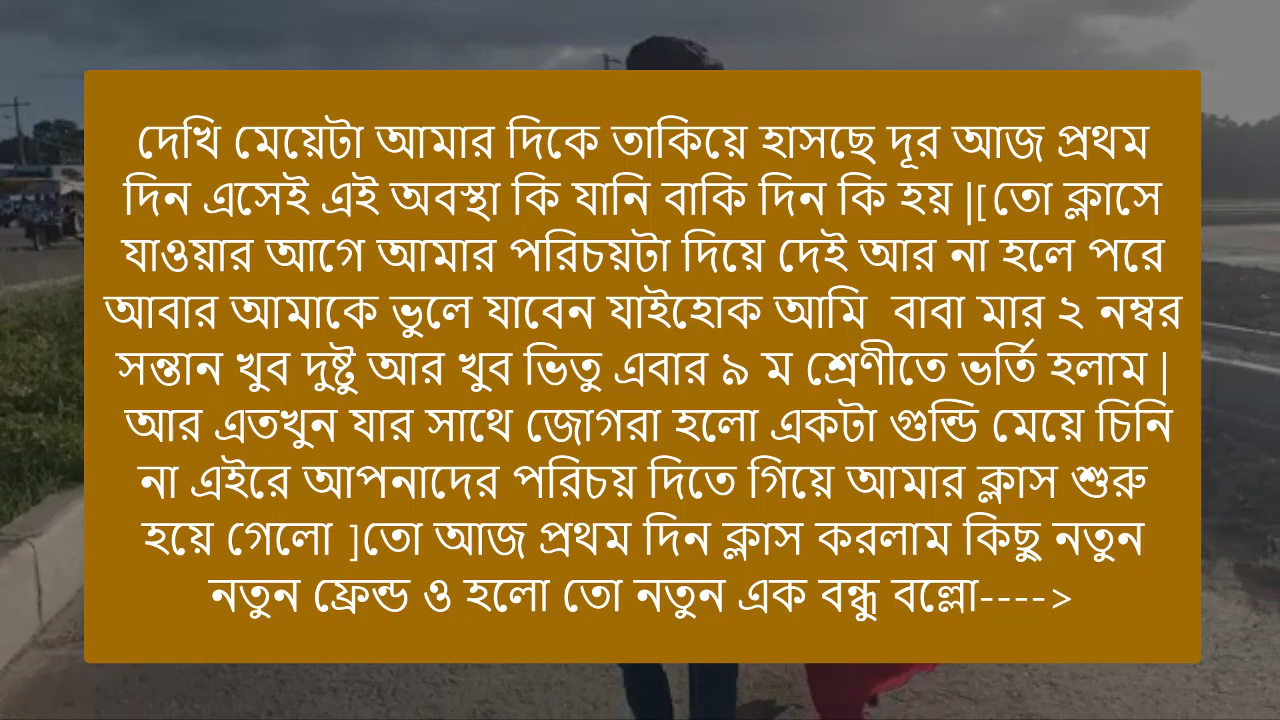 দেখি মেয়েটা আমার দিকে তাকিয়ে হাসছে দূর আজ প্রথম
দিন এসেই এই অবস্থা কি যানি বাকি দিন কি হয় |[তো ক্লাসে
যাওয়ার আগে আমার পরিচয়টা দিয়ে দেই আর না হলে পরে
আবার আমাকে ভুলে যাবেন যাইহোক আমি বাবা মার ২ নম্বর
সন্তান খুব দুষ্টু আর খুব ভিতু এবার ৯ ম শ্রেণীতে ভর্তি হলাম |
আর এতখুন যার সাথে জোগরা হলো একটা গুন্ডি মেয়ে চিনি
না এইরে আপনাদের পরিচয় দিতে গিয়ে আমার ক্লাস শুরু
হয়ে গেলো ]তো আজ প্রথম দিন ক্লাস করলাম কিছু নতুন
নতুন ফ্রেন্ড ও হলো তো নতুন এক বন্ধু বল্লো---->